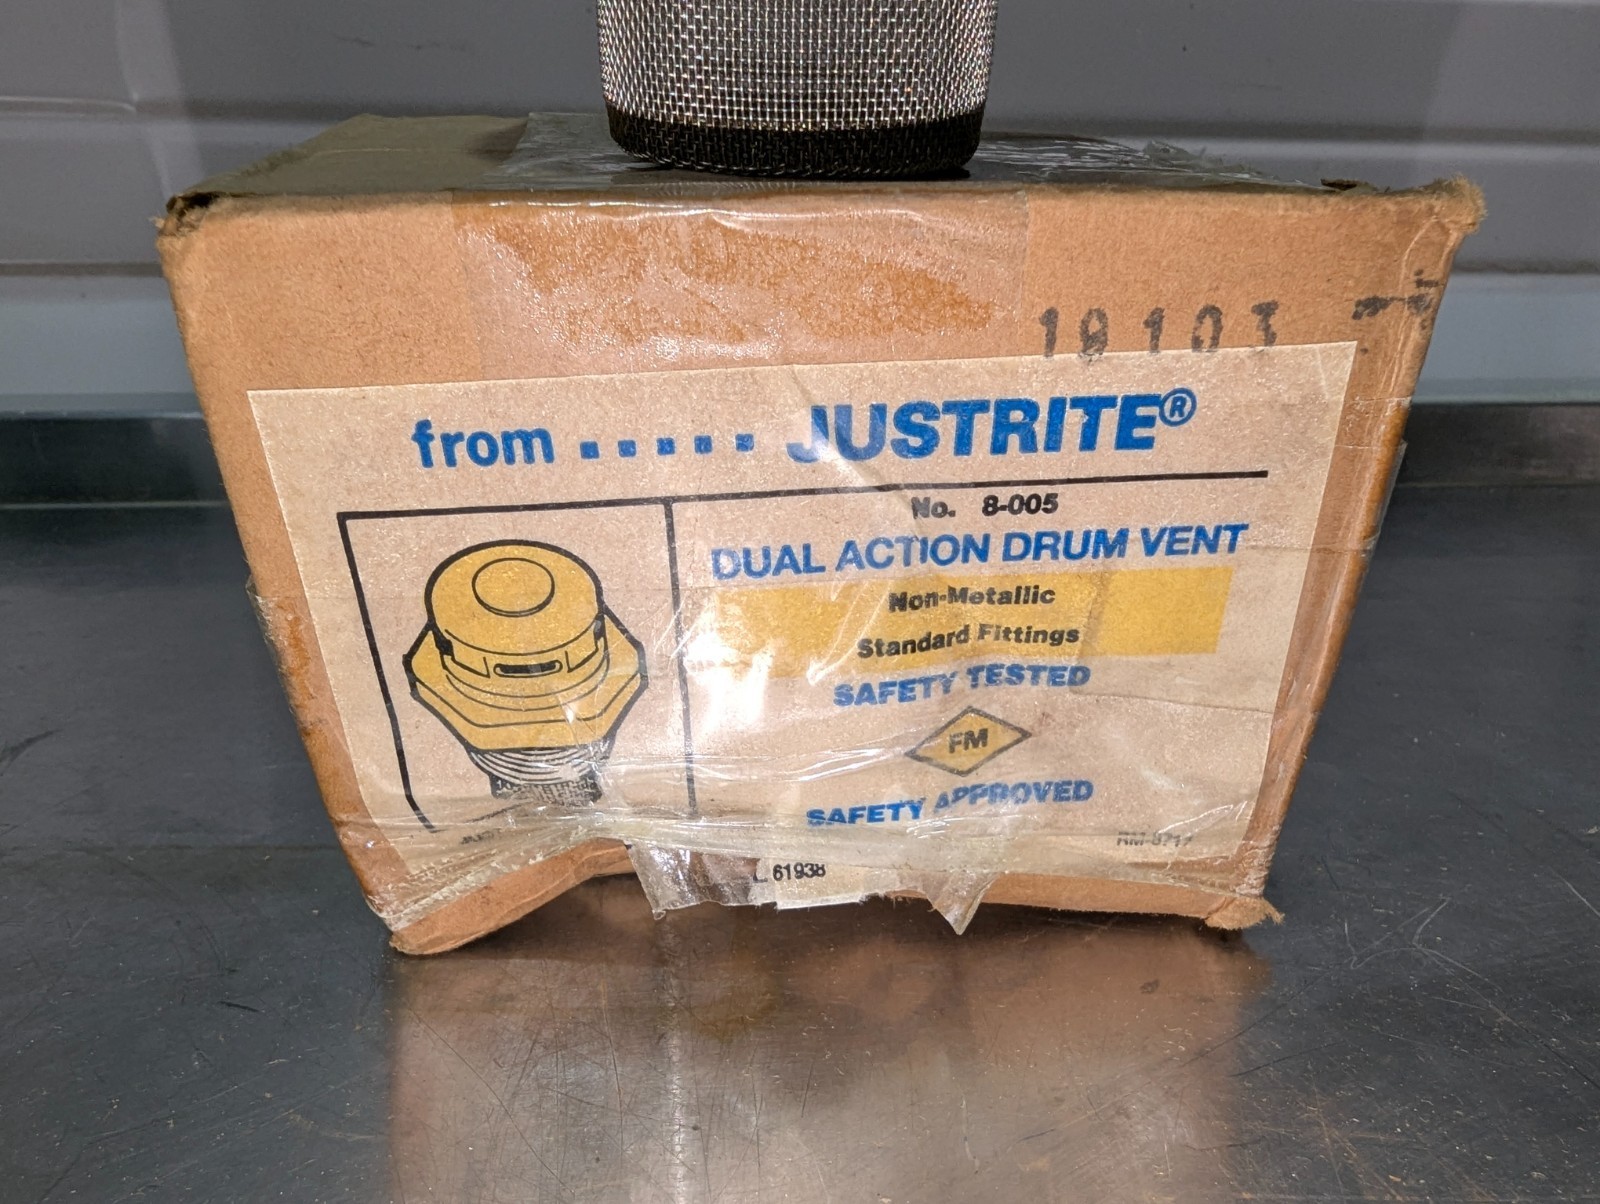 19103
from ..... JUSTRITE®
No. 8-005
DUAL ACTION DRUM VENT
Non-Metallic
Standard Fittings
SAFETY TESTED
FM
SAFETY APPROVED
61938